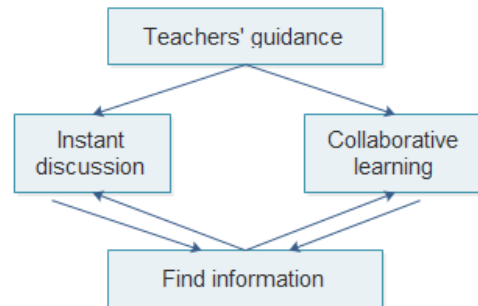 Teachers' guidance
Instant
discussion
Collaborative
learning
Find information